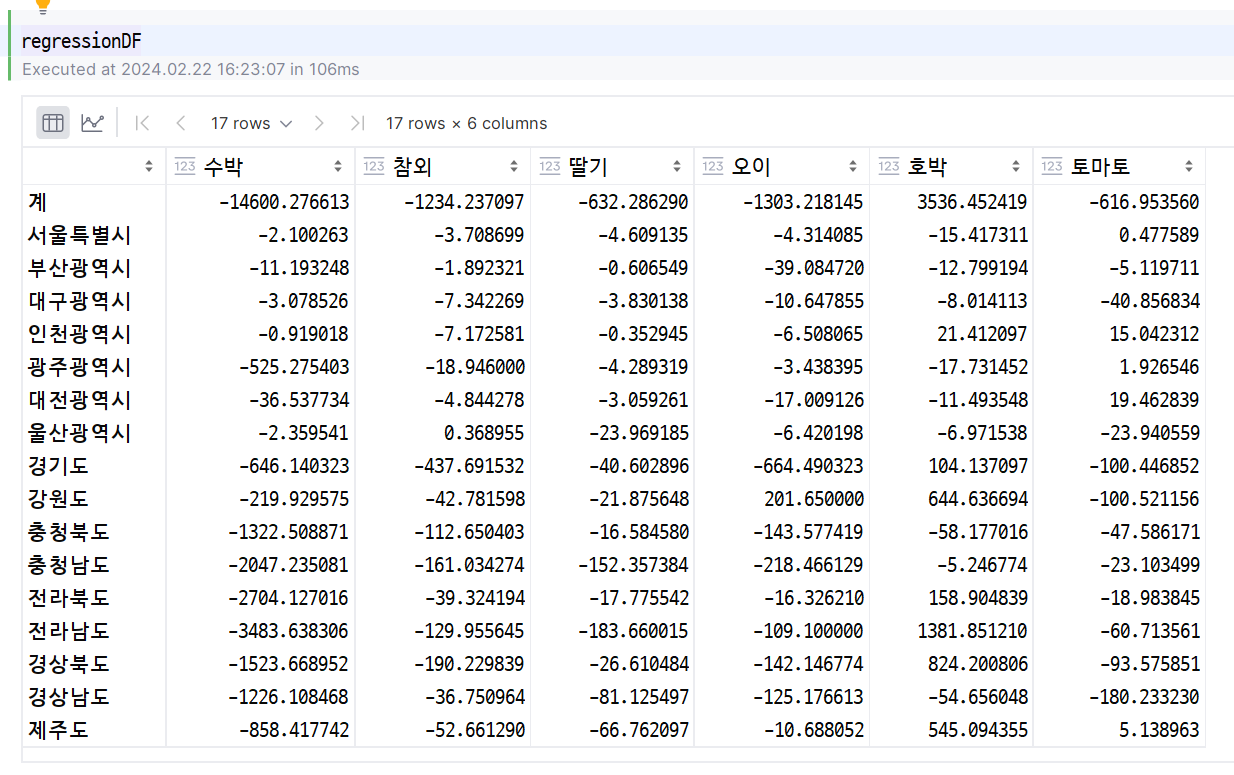 regressionDF
Executed at 2024.02.22 16:23:07 in 106ms
17 rows 17 rows × 6 columns
123 수박 123 참외 123 딸기 123 오이 123 호박 123 토마토
계 -14600.276613 -1234.237097 -632.286290 -1303.218145 3536.452419 -616.953560
서울특별시 -2.100263 -3.708699 -4.609135 -4.314085 -15.417311 0.477589
부산광역시 -11.193248 -1.892321 -0.606549 -39.084720 -12.799194 -5.119711
대구광역시 -3.078526 -7.342269 -3.830138 -10.647855 -8.014113 -40.856834
인천광역시 -0.919018 -7.172581 -0.352945 -6.508065 21.412097 15.042312
광주광역시 -525.275403 -18.946000 -4.289319 -3.438395 -17.731452 1.926546
대전광역시 -36.537734 -4.844278 -3.059261 -17.009126 -11.493548 19.462839
울산광역시 -2.359541 0.368955 -23.969185 -6.420198 -6.971538 -23.940559
경기도 -646.140323 -437.691532 -40.602896 -664.490323 104.137097 -100.446852
강원도 -219.929575 -42.781598 -21.875648 201.650000 644.636694 -100.521156
충청북도 -1322.508871 -112.650403 -16.584580 -143.577419 -58.177016 -47.586171
충청남도 -2047.235081 -161.034274 -152.357384 -218.466129 -5.246774 -23.103499
전라북도 -2704.127016 -39.324194 -17.775542 -16.326210 158.904839 -18.983845
전라남도 -3483.638306 -129.955645 -183.660015 -109.100000 1381.851210 -60.713561
경상북도 -1523.668952 -190.229839 -26.610484 -142.146774 824.200806 -93.575851
경상남도 -1226.108468 -36.750964 -81.125497 -125.176613 -54.656048 -180.233230
제주도 -858.417742 -52.661290 -66.762097 -10.688052 545.094355 5.138963